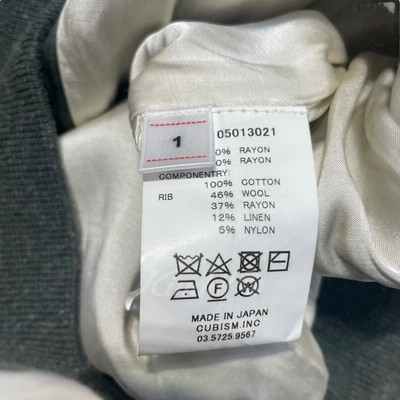 1
05013021
0% RAYON
0% RAYON
COMPONENTRY:
100% COTTON
RIB 46% WOOL
37% RAYON
12% LINEN
5% NYLON
MADE IN JAPAN
CUBISM.INC
03.5725.9567